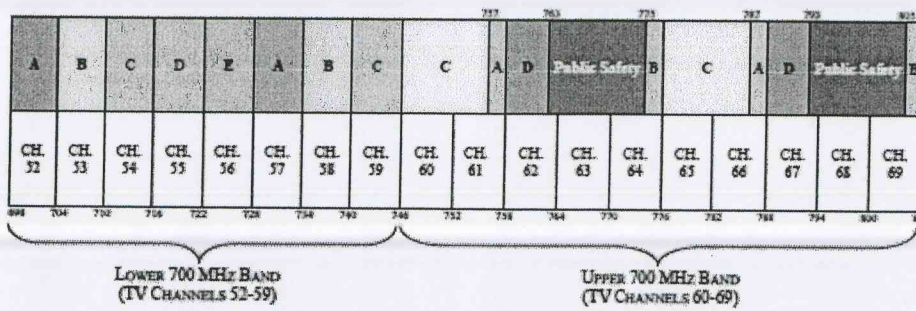 757 763 775 787 793 805
A B C D E A B C C A D Public Safety B C A D Public Safety B
CH. 52 CH. 53 CH. 54 CH. 55 CH. 56 CH. 57 CH. 58 CH. 59 CH. 60 CH. 61 CH. 62 CH. 63 CH. 64 CH. 65 CH. 66 CH. 67 CH. 68 CH. 69
698 704 710 716 722 728 734 740 746 752 758 764 770 776 782 788 794 800
LOWER 700 MHZ BAND
(TV CHANNELS 52-59)
UPPER 700 MHZ BAND
(TV CHANNELS 60-69)